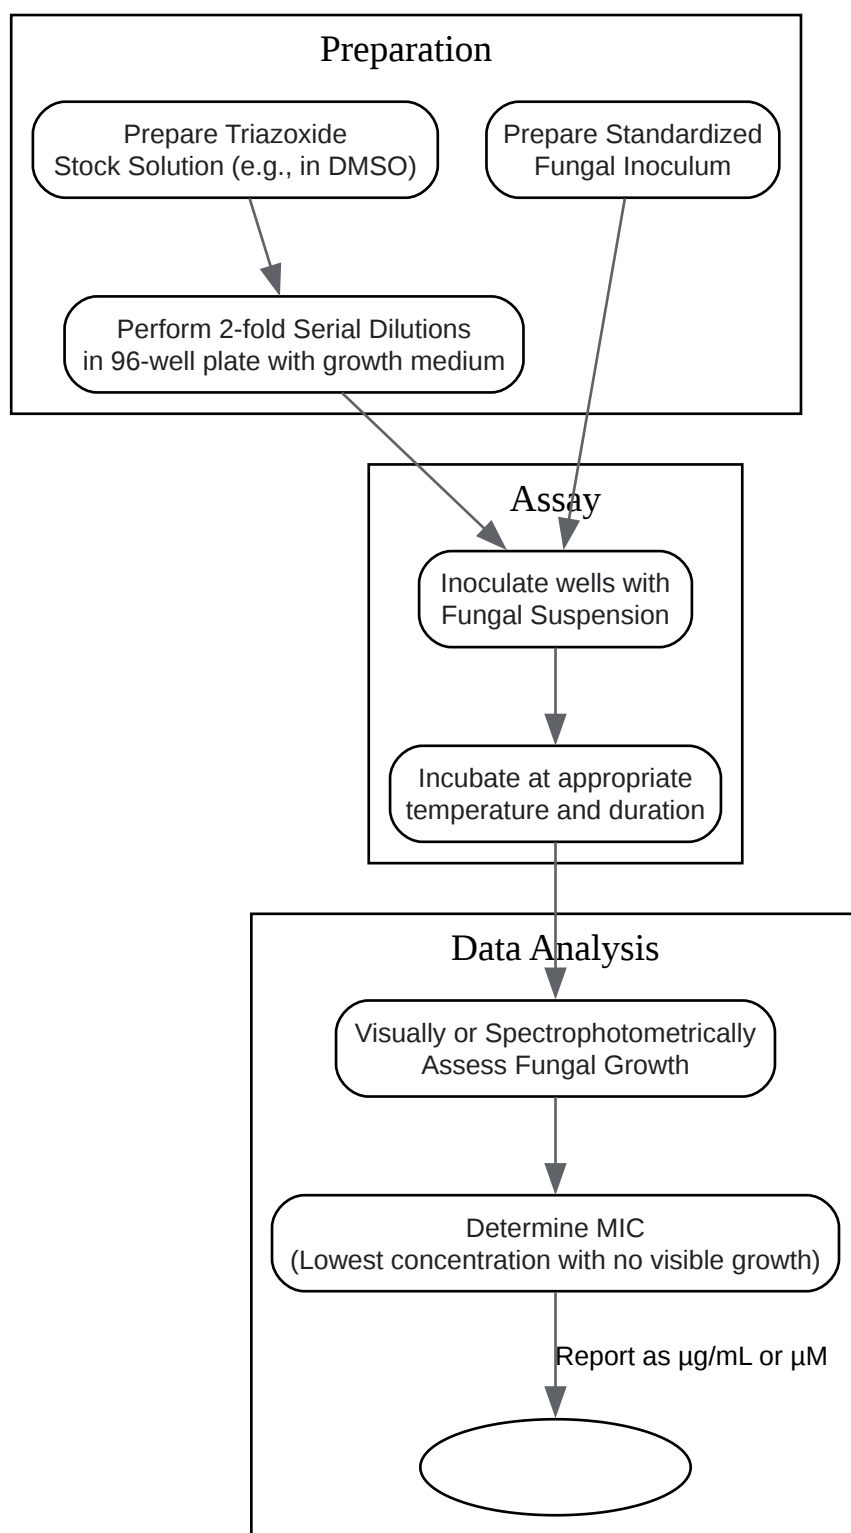 Preparation
Prepare Triazoxide
Stock Solution (e.g., in DMSO)
Prepare Standardized
Fungal Inoculum
Perform 2-fold Serial Dilutions
in 96-well plate with growth medium
Assay
Inoculate wells with
Fungal Suspension
Incubate at appropriate
temperature and duration
Data Analysis
Visually or Spectrophotometrically
Assess Fungal Growth
Determine MIC
(Lowest concentration with no visible growth)
Report as µg/mL or µM